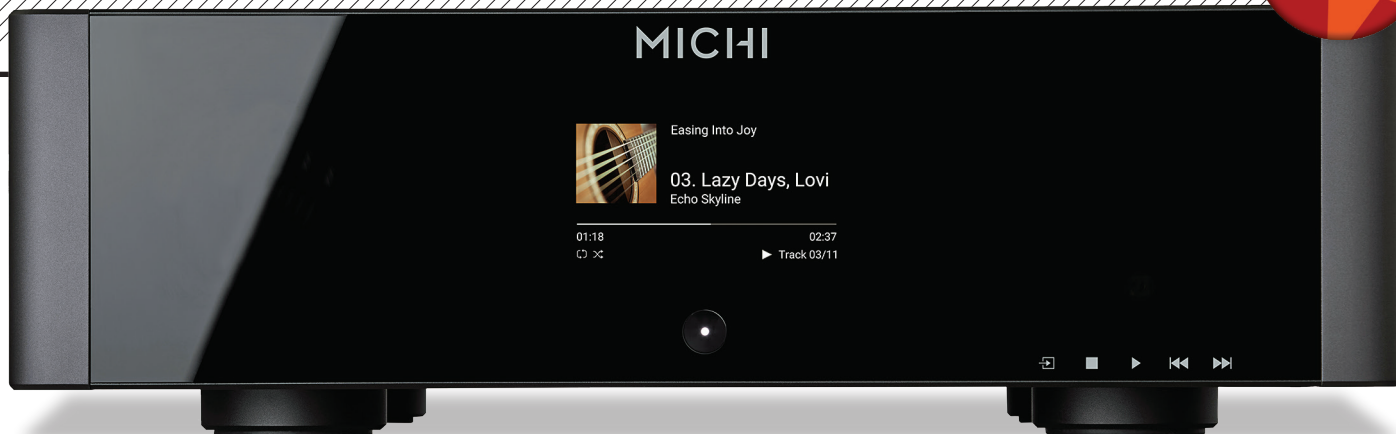 MICHI
Easing Into Joy
03. Lazy Days, Lovi
Echo Skyline
01:18 02:37
Track 03/11